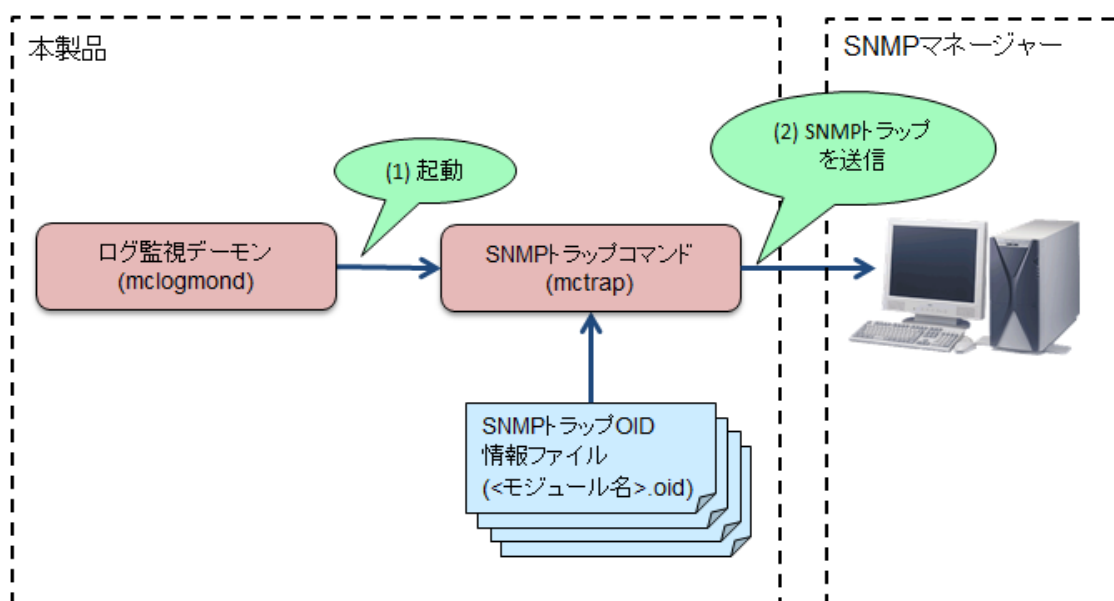 本製品
SNMPマネージャー
(1) 起動
(2) SNMPトラップ
を送信
ログ監視デーモン
(mclogmond)
SNMPトラップコマンド
(mctrap)
SNMPトラップOID
情報ファイル
(<モジュール名>.oid)